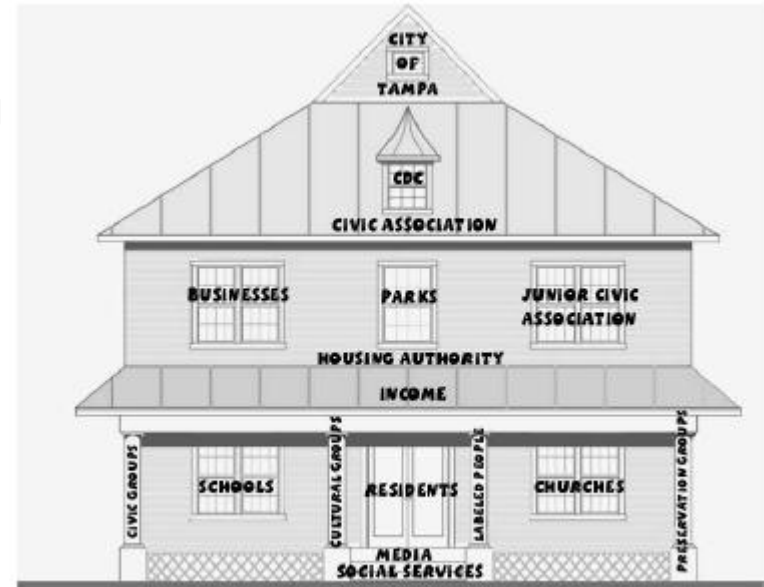 CITY
OF
TAMPA
CDC
CIVIC ASSOCIATION
BUSINESSES
PARKS
JUNIOR CIVIC
ASSOCIATION
HOUSING AUTHORITY
INCOME
CIVIC GROUPS
SCHOOLS
CULTURAL GROUPS
RESIDENTS
LABELED PEOPLE
CHURCHES
PRESERVATION GROUPS
MEDIA
SOCIAL SERVICES